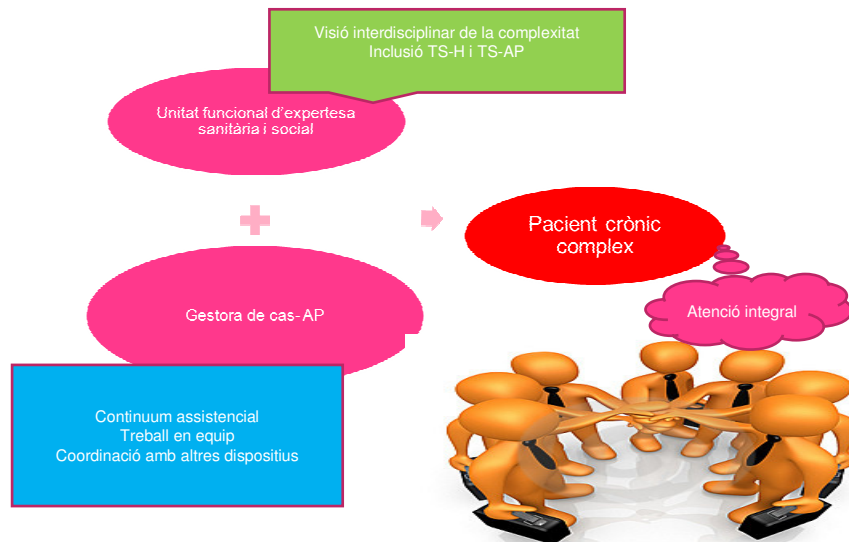 Visió interdisciplinar de la complexitat
Inclusió TS-H i TS-AP
Unitat funcional d'expertesa
sanitària i social
Pacient crònic
complex
Gestora de cas-AP
Atenció integral
Continuum assistencial
Treball en equip
Coordinació amb altres dispositius